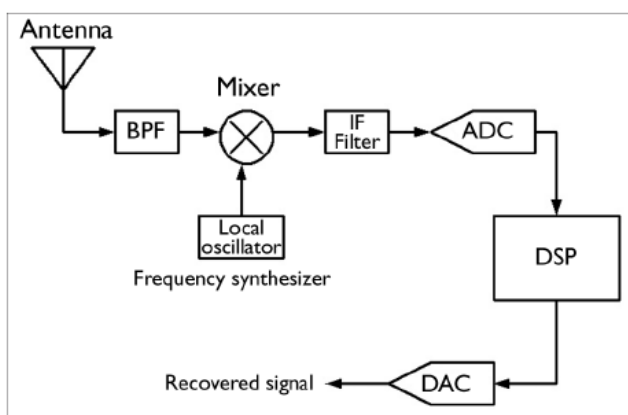 Antenna
Mixer
BPF
IF
Filter
ADC
Local
oscillator
Frequency synthesizer
DSP
Recovered signal
DAC